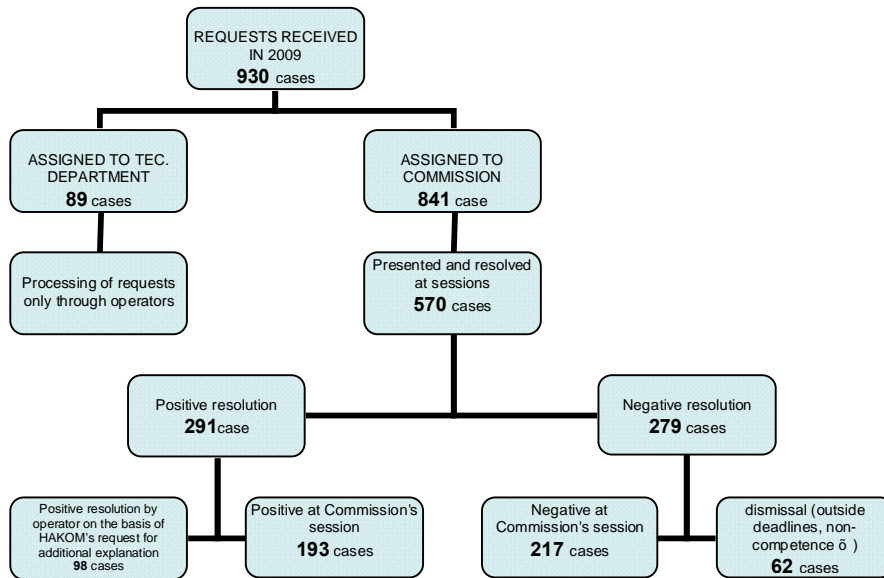 REQUESTS RECEIVED
IN 2009
930 cases
ASSIGNED TO TEC.
DEPARTMENT
89 cases
ASSIGNED TO
COMMISSION
841 case
Processing of requests
only through operators
Presented and resolved
at sessions
570 cases
Positive resolution
291case
Negative resolution
279 cases
Positive resolution by
operator on the basis of
HAKOM's request for
additional explanation
98 cases
Positive at Commission's
session
193 cases
Negative at
Commission's session
217 cases
dismissal (outside
deadlines, non-
competence õ )
62 cases